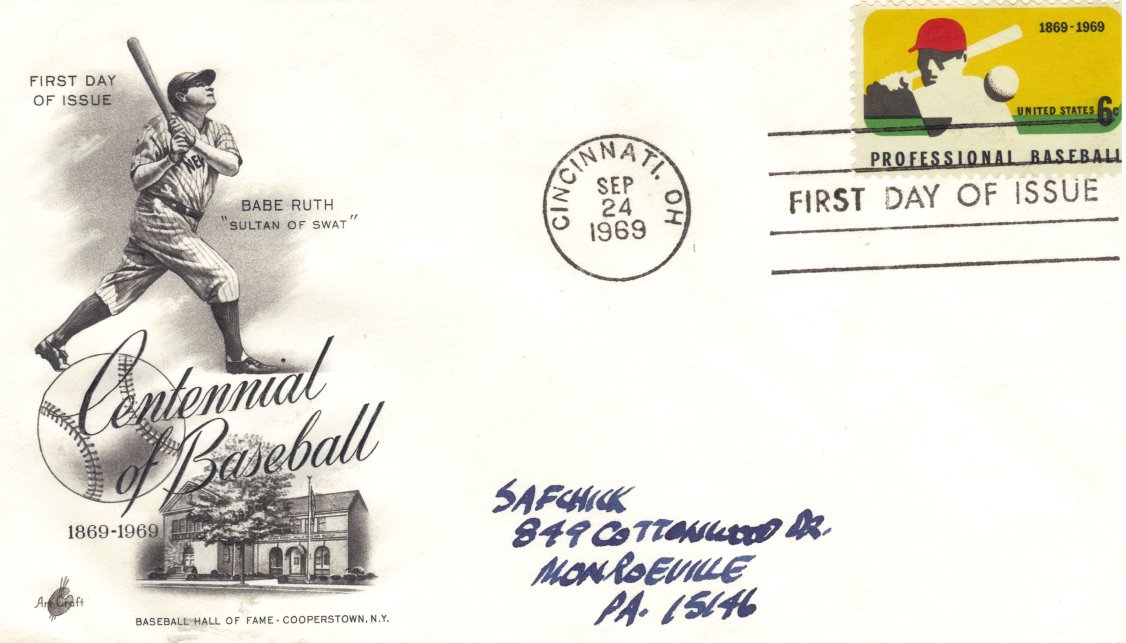 FIRST DAY
OF ISSUE
BABE RUTH
"SULTAN OF SWAT"
Centennial
of Baseball
1869-1969
Art Craft
BASEBALL HALL OF FAME · COOPERSTOWN, N.Y.
CINCINNATI, OH
SEP
24
1969
1869-1969
UNITED STATES 6c
PROFESSIONAL BASEBALL
FIRST DAY OF ISSUE
SAFCHICK
849 COTTONWOOD DR.
MONROEVILLE
PA. 15146